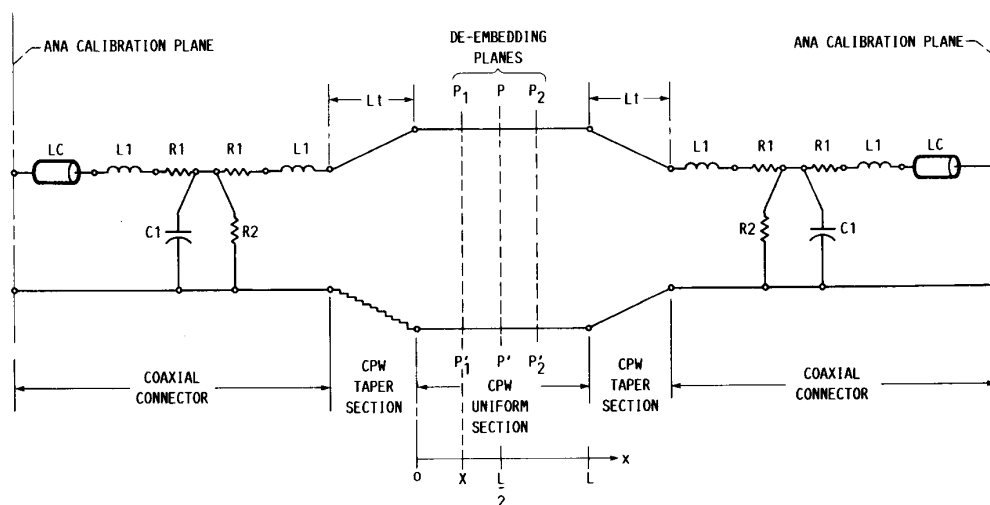 ANA CALIBRATION PLANE
DE-EMBEDDING
PLANES
ANA CALIBRATION PLANE
P1 P P2
Lt
Lt
LC L1 R1 R1 L1
L1 R1 R1 L1 LC
C1 R2
R2 C1
P'1 P' P'2
COAXIAL
CONNECTOR
CPW
TAPER
SECTION
CPW
UNIFORM
SECTION
CPW
TAPER
SECTION
COAXIAL
CONNECTOR
x
0 X L/2 L